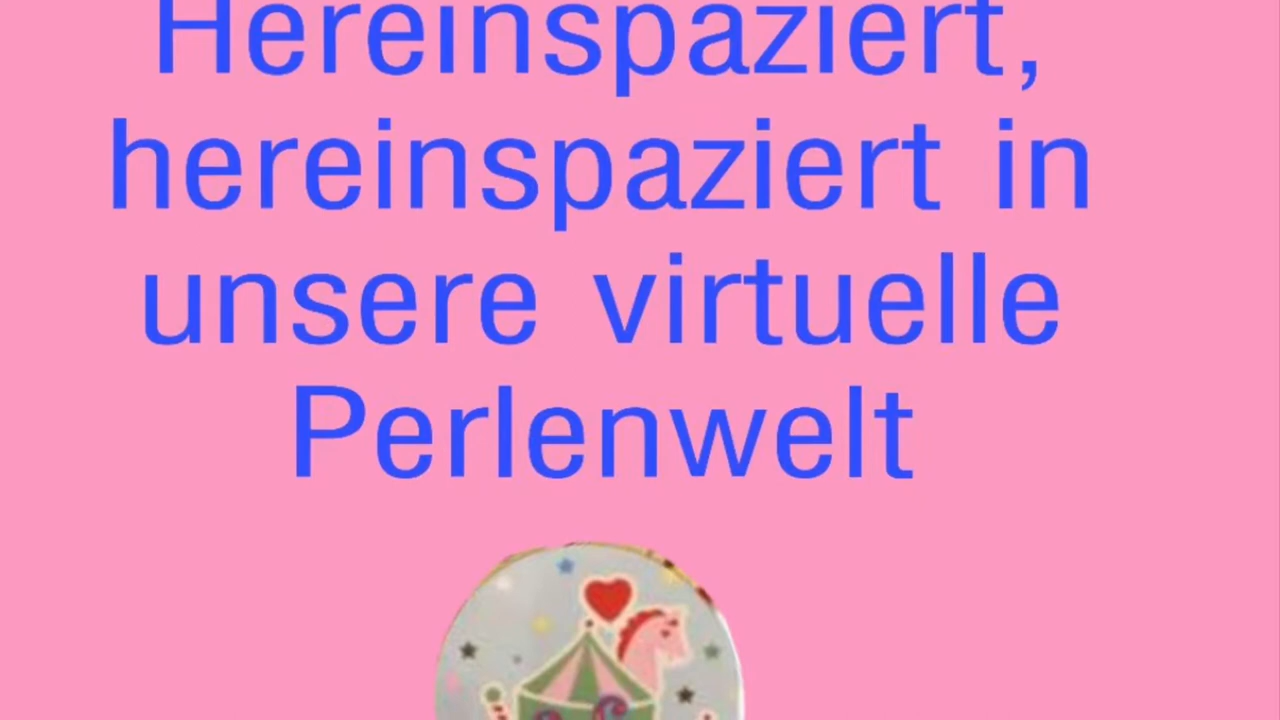 Hereinspaziert,
hereinspaziert in
unsere virtuelle
Perlenwelt